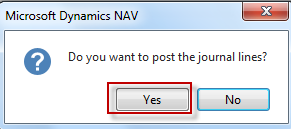 Microsoft Dynamics NAV
Do you want to post the journal lines?
Yes No